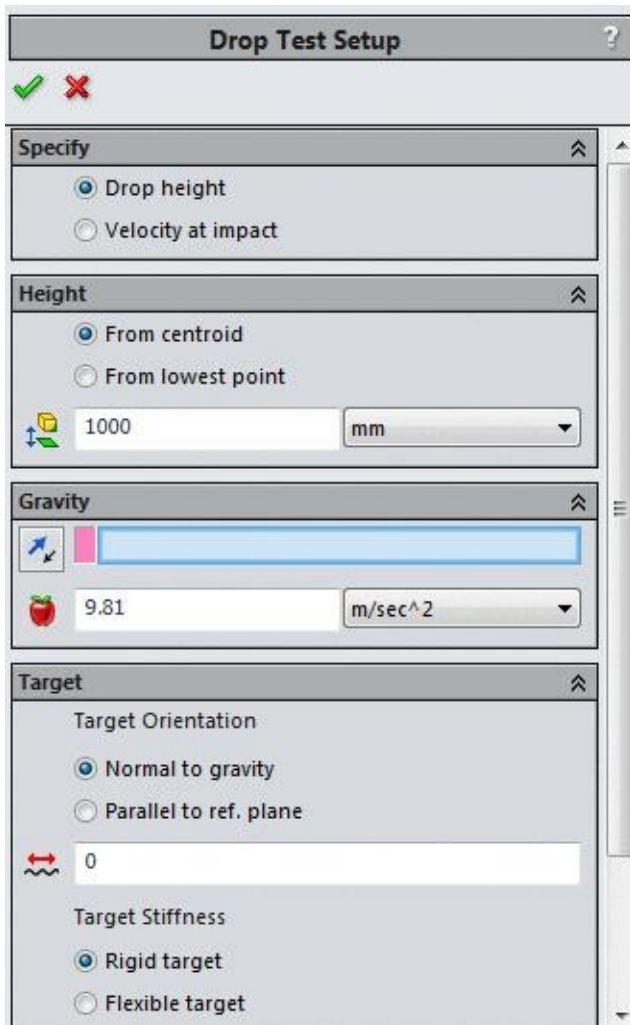 Drop Test Setup
?
Specify
Drop height
Velocity at impact
Height
From centroid
From lowest point
1000 mm
Gravity
9.81 m/sec^2
Target
Target Orientation
Normal to gravity
Parallel to ref. plane
0
Target Stiffness
Rigid target
Flexible target